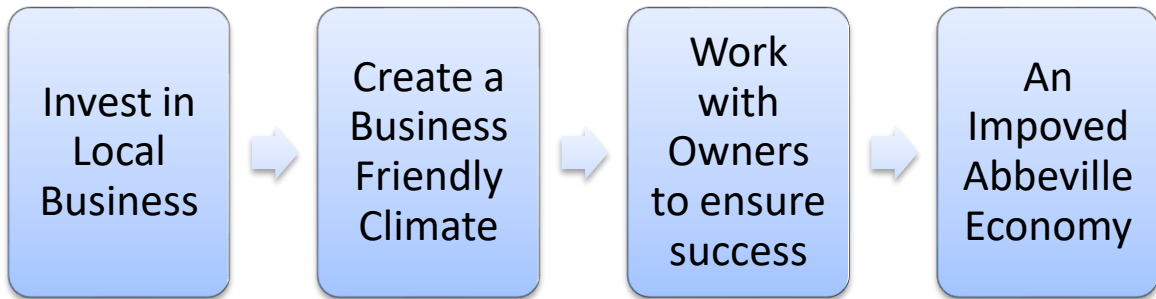 Invest in
Local
Business
Create a
Business
Friendly
Climate
Work
with
Owners
to ensure
success
An
Impoved
Abbeville
Economy